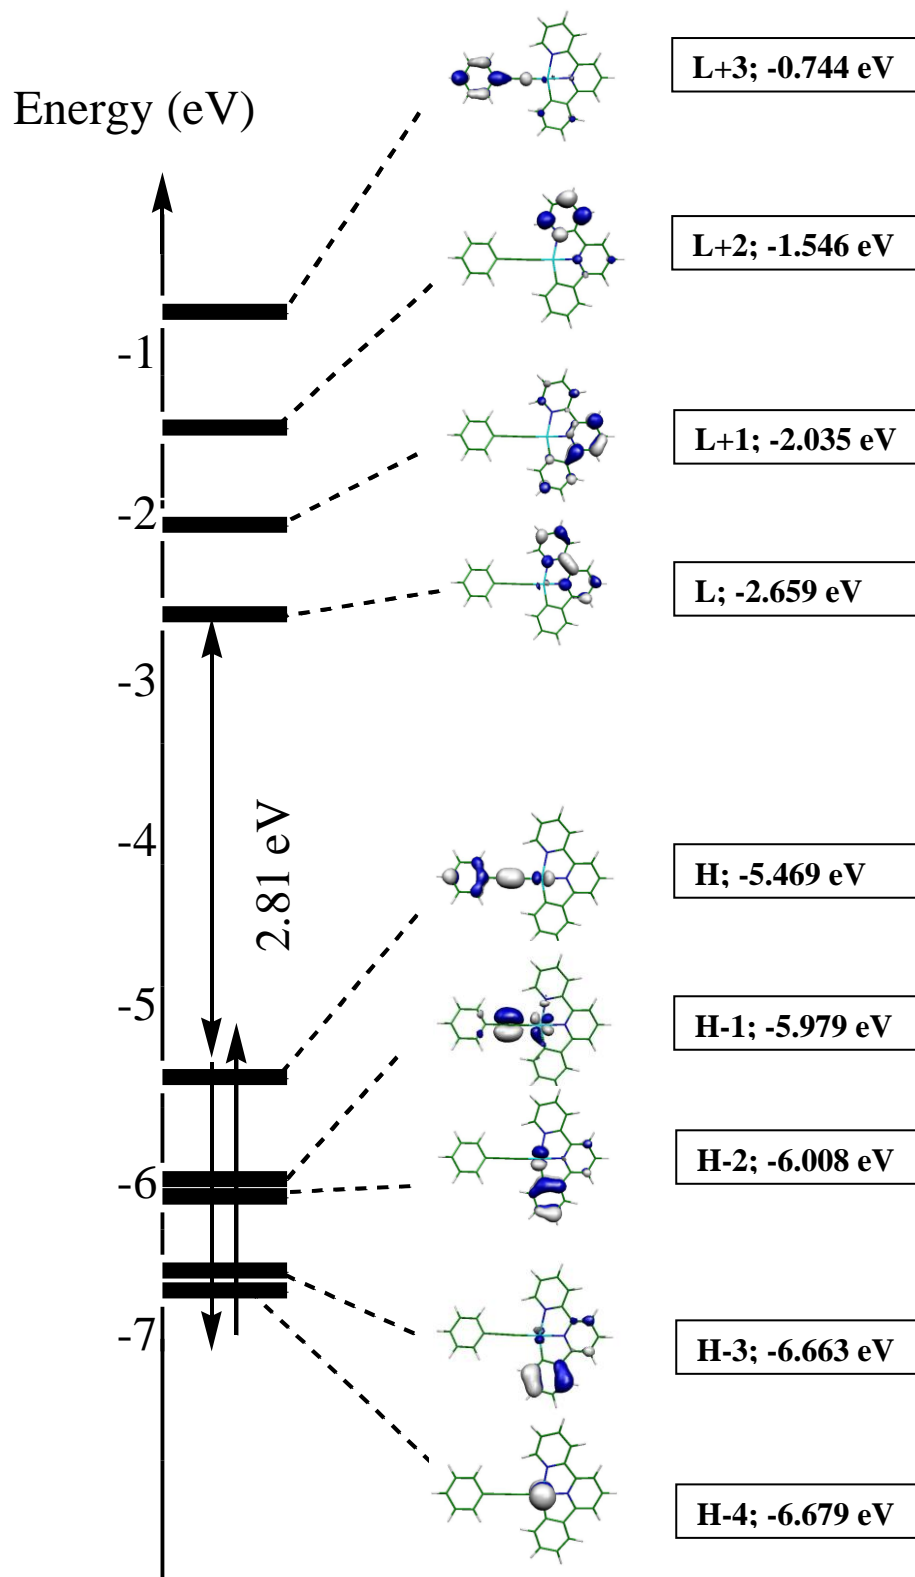 L+3; -0.744 eV
Energy (eV)
L+2; -1.546 eV
-1
L+1; -2.035 eV
-2
L; -2.659 eV
-3
-4
2.81 eV
H; -5.469 eV
-5
H-1; -5.979 eV
H-2; -6.008 eV
-6
-7
H-3; -6.663 eV
H-4; -6.679 eV